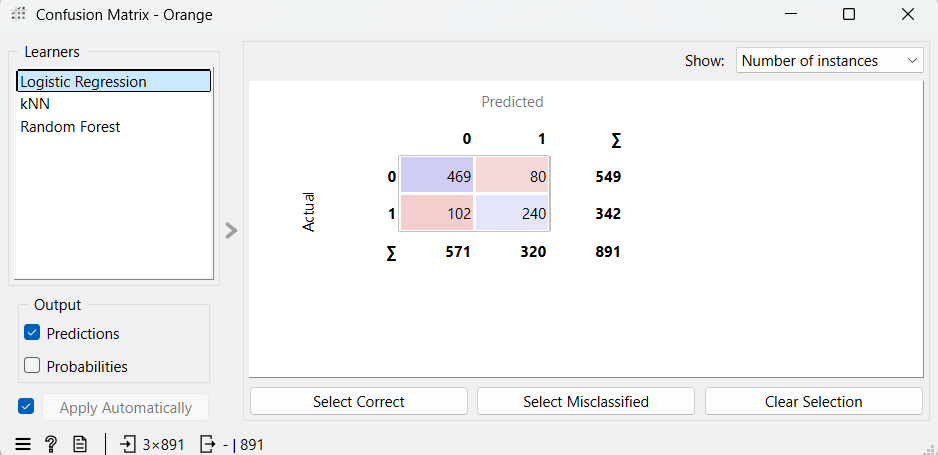 Confusion Matrix - Orange
Learners
Logistic Regression
kNN
Random Forest
Output
Predictions
Probabilities
Apply Automatically
Show: Number of instances
Predicted
0 1 ∑
Actual
0 469 80 549
1 102 240 342
∑ 571 320 891
Select Correct Select Misclassified Clear Selection
? 3×891 - | 891